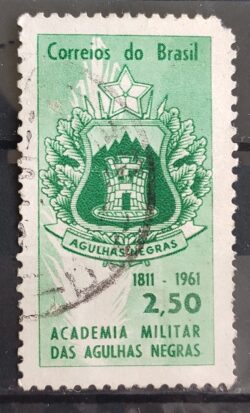 Correios do Brasil
AGULHAS NEGRAS
1811 - 1961
2,50
ACADEMIA MILITAR
DAS AGULHAS NEGRAS